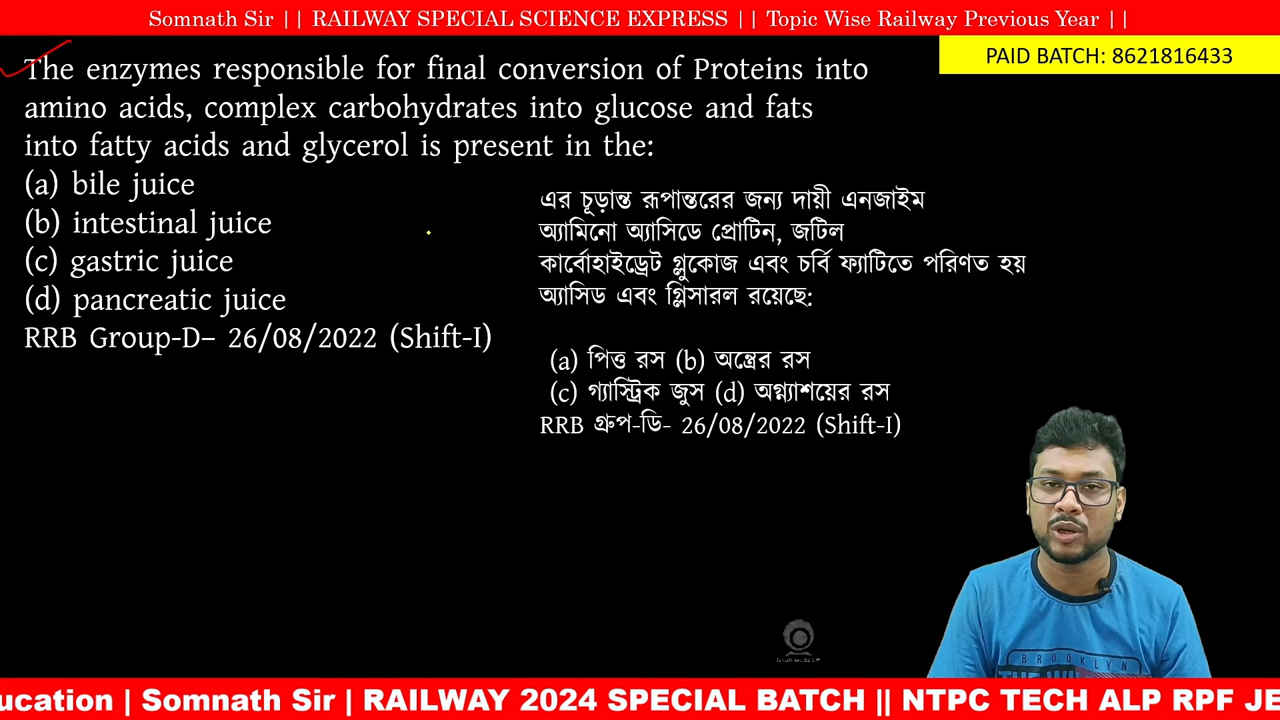 Somnath Sir || RAILWAY SPECIAL SCIENCE EXPRESS || Topic Wise Railway Previous Year ||
PAID BATCH: 8621816433
The enzymes responsible for final conversion of Proteins into
amino acids, complex carbohydrates into glucose and fats
into fatty acids and glycerol is present in the:
(a) bile juice
(b) intestinal juice
(c) gastric juice
(d) pancreatic juice
RRB Group-D– 26/08/2022 (Shift-I)
এর চূড়ান্ত রূপান্তরের জন্য দায়ী এনজাইম
অ্যামিনো অ্যাসিডে প্রোটিন, জটিল
কার্বোহাইড্রেট গ্লুকোজ এবং চর্বি ফ্যাটিতে পরিণত হয়
অ্যাসিড এবং গ্লিসারল রয়েছে:
(a) পিত্ত রস (b) অন্ত্রের রস
(c) গ্যাস্ট্রিক জুস (d) অগ্ন্যাশয়ের রস
RRB গ্রুপ-ডি- 26/08/2022 (Shift-I)
BROOKLYN
ucation | Somnath Sir | RAILWAY 2024 SPECIAL BATCH || NTPC TECH ALP RPF JE